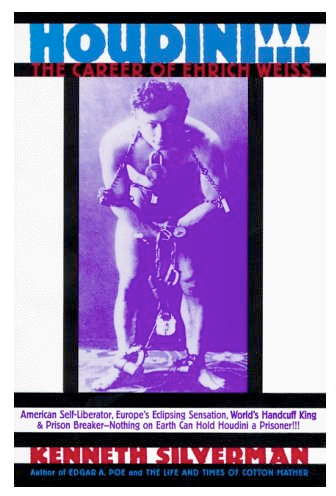 HOUDINI!!!
THE CAREER OF EHRICH WEISS
American Self-Liberator, Europe's Eclipsing Sensation, World's Handcuff King
& Prison Breaker–Nothing on Earth Can Hold Houdini a Prisoner!!!
KENNETH SILVERMAN
Author of EDGAR A. POE and THE LIFE AND TIMES OF COTTON MATHER